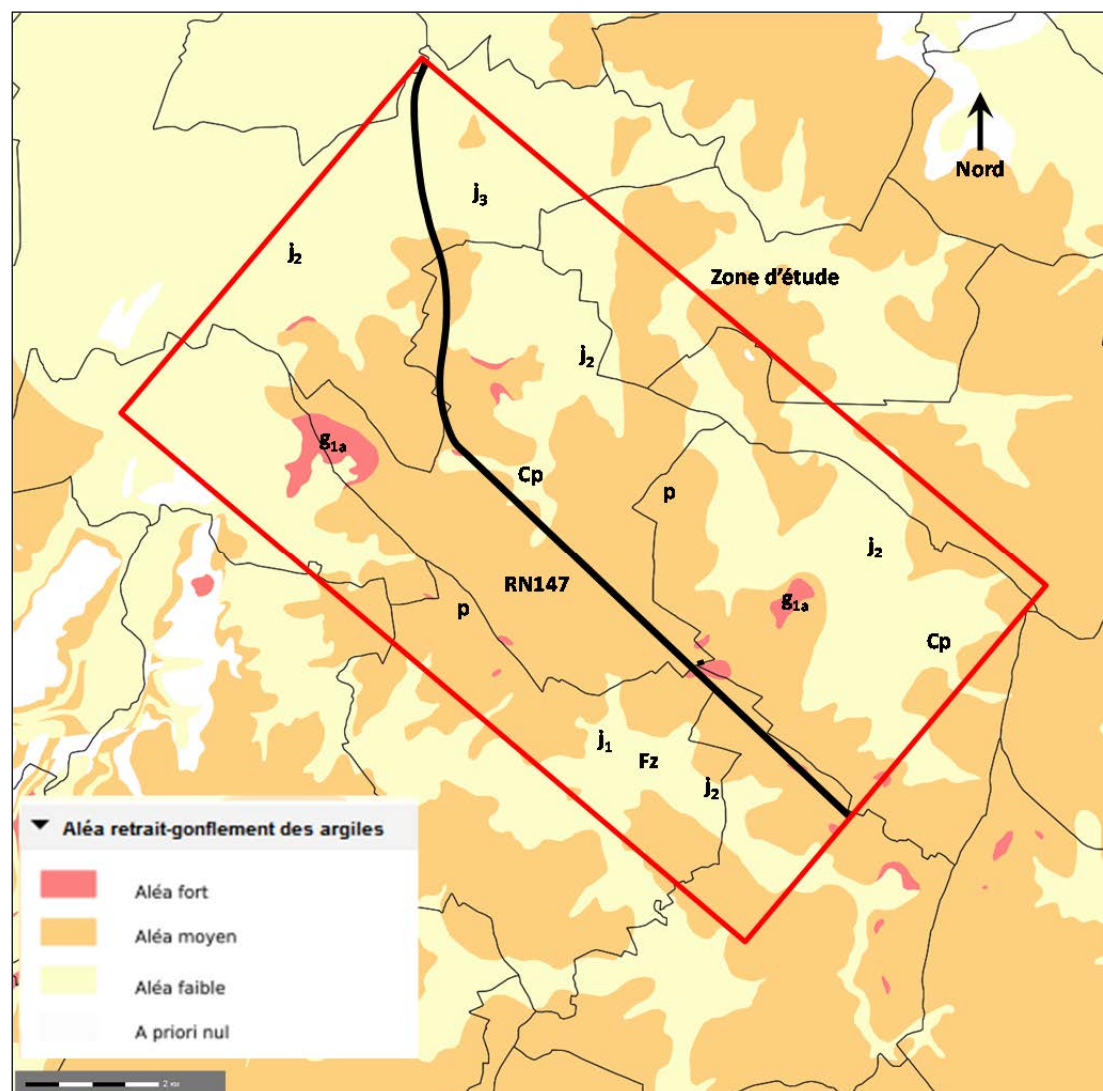 Nord
j3
Zone d'étude
j2
j2
g1a
Cp
p
j2
RN147
p
g1a
Cp
j1
Fz
j2
Aléa retrait-gonflement des argiles
Aléa fort
Aléa moyen
Aléa faible
A priori nul